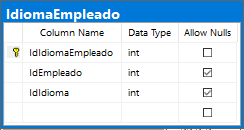 IdiomaEmpleado
Column Name Data Type Allow Nulls
IdIdiomaEmpleado int
IdEmpleado int
IdIdioma int